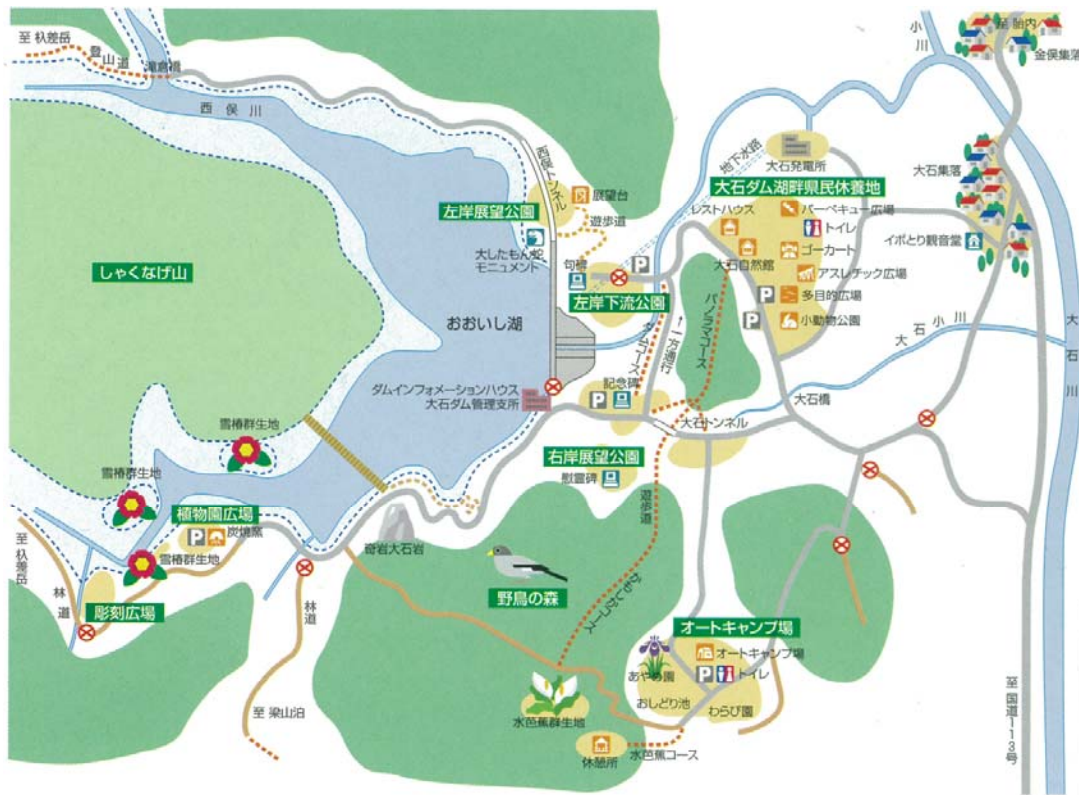 至 杁差岳
登山道
滝倉橋
西俣川
西俣トンネル
左岸展望公園
展望台
遊歩道
大したもん蛇
モニュメント
句碑
P
左岸下流公園
しゃくなげ山
おおいし湖
ダムインフォメーションハウス
大石ダム管理支所
小川
至 胎内
金俣集落
地下水路
大石発電所
大石ダム湖畔県民休養地
レストハウス
バーベキュー広場
トイレ
ゴーカート
大石自然館
アスレチック広場
P
多目的広場
P
小動物公園
大石集落
イボとり観音堂
大石小川
大石川
パノラマコース
←一方通行
ダムコース
記念碑
P
大石トンネル
大石橋
右岸展望公園
慰霊碑
遊歩道
雪椿群生地
雪椿群生地
植物園広場
P
炭焼窯
雪椿群生地
奇岩大石岩
至 杁差岳
林道
彫刻広場
林道
至 梁山泊
野鳥の森
かもしかコース
水芭蕉群生地
オートキャンプ場
オートキャンプ場
あやめ園
P
トイレ
おしどり池
わらび園
休憩所
水芭蕉コース
至 国道113号